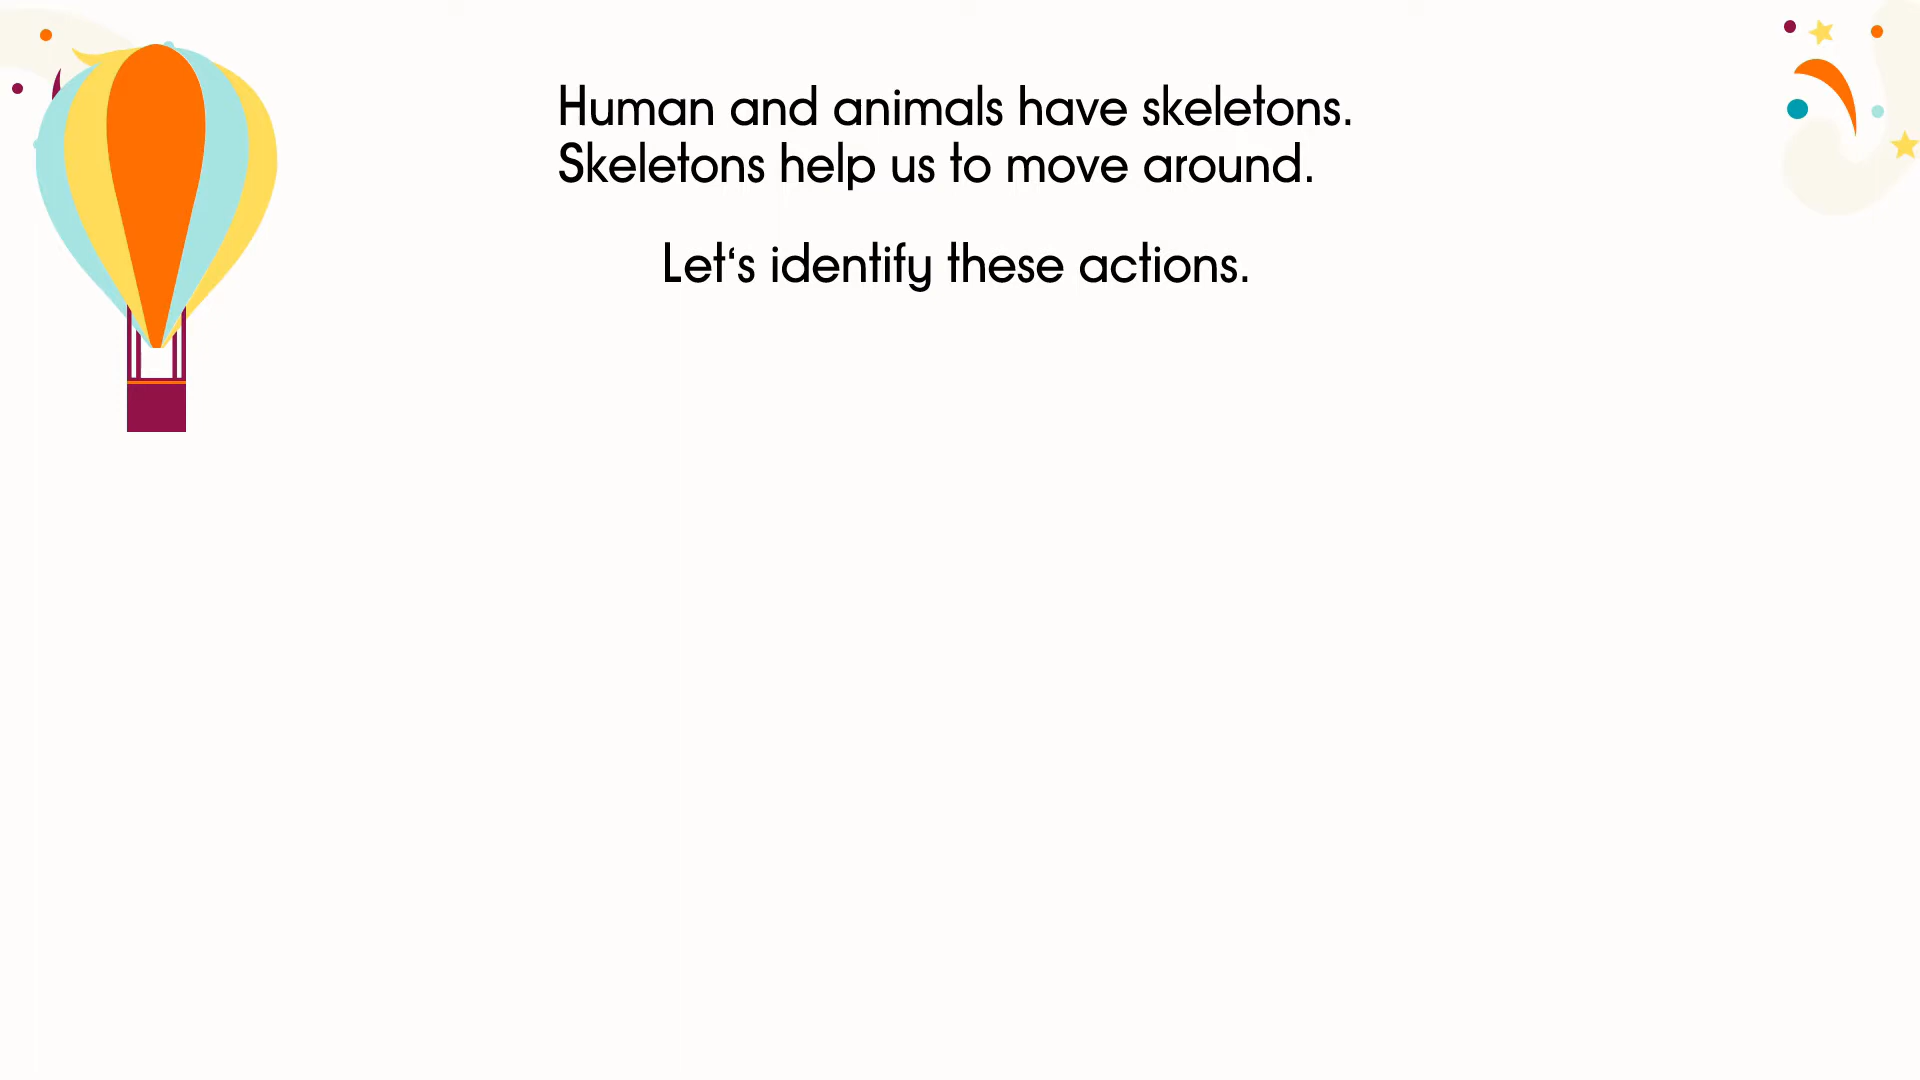 Human and animals have skeletons.
Skeletons help us to move around.
Let‘s identify these actions.